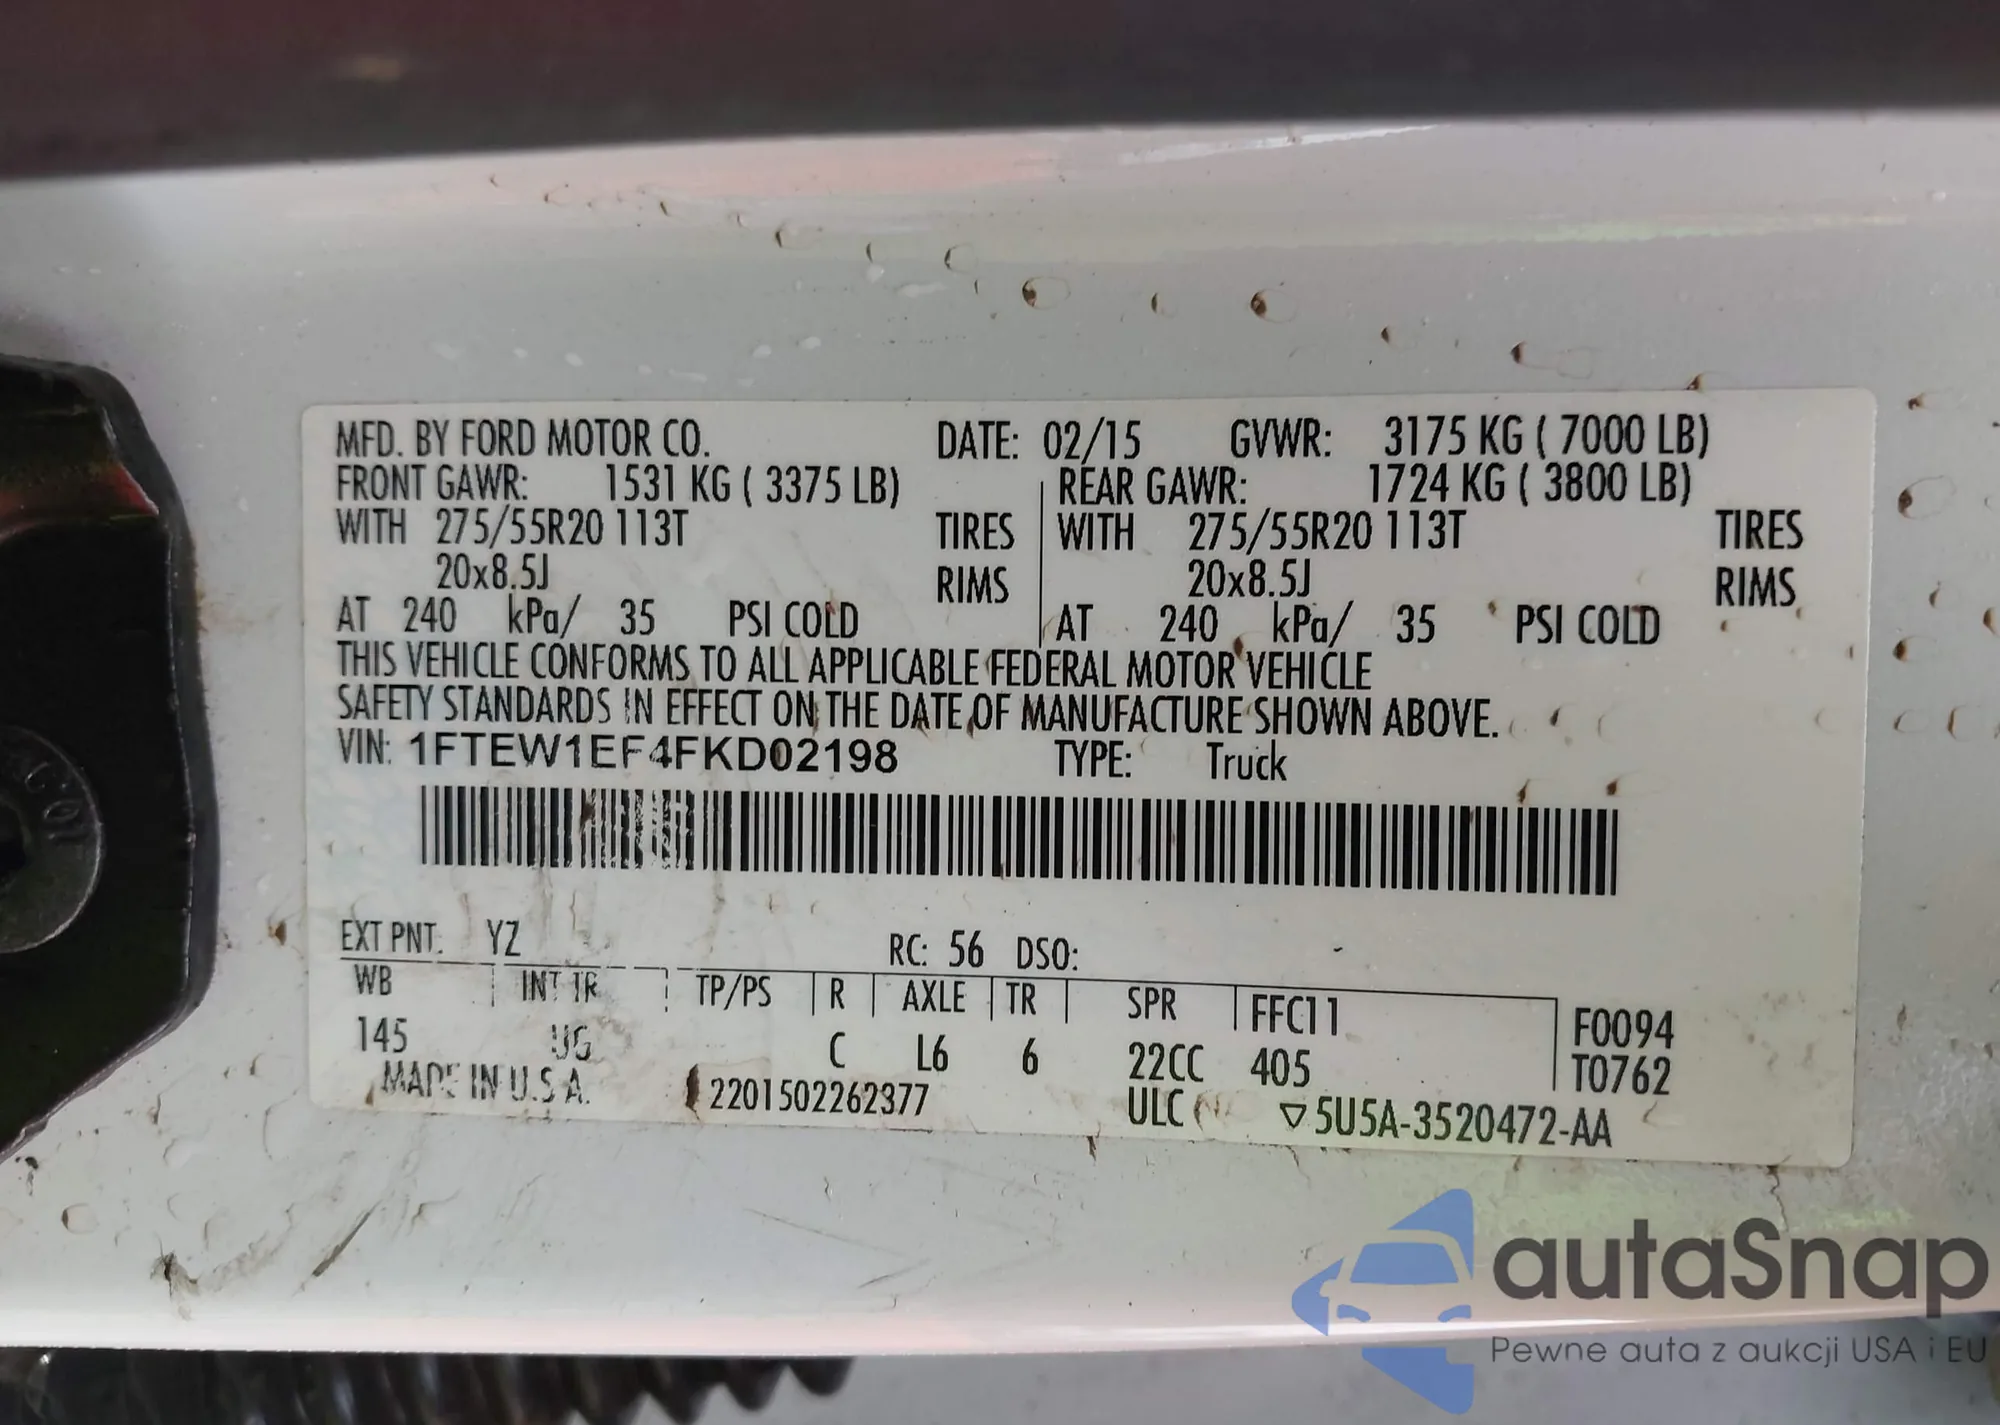 MFD. BY FORD MOTOR CO. DATE: 02/15 GVWR: 3175 KG ( 7000 LB)
FRONT GAWR: 1531 KG ( 3375 LB) REAR GAWR: 1724 KG ( 3800 LB)
WITH 275/55R20 113T TIRES WITH 275/55R20 113T TIRES
20x8.5J RIMS 20x8.5J RIMS
AT 240 kPa/ 35 PSI COLD AT 240 kPa/ 35 PSI COLD
THIS VEHICLE CONFORMS TO ALL APPLICABLE FEDERAL MOTOR VEHICLE
SAFETY STANDARDS IN EFFECT ON THE DATE OF MANUFACTURE SHOWN ABOVE.
VIN: 1FTEW1EF4FKD02198 TYPE: Truck
EXT PNT: YZ RC: 56 DSO:
WB INT TR TP/PS R AXLE TR SPR FFC11 F0094
145 UG C L6 6 22CC 405 T0762
MADE IN U.S.A. 2201502262377 ULC ▽5U5A-3520472-AA
autaSnap
Pewne auta z aukcji USA i EU